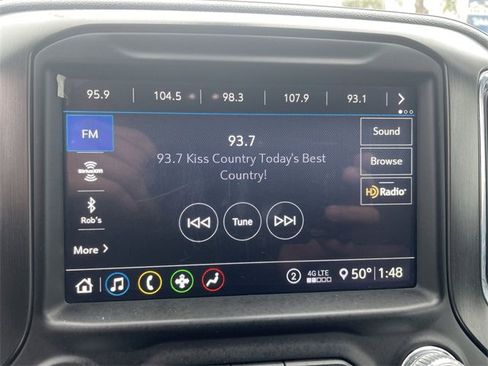 95.9 104.5 98.3 107.9 93.1
FM
SiriusXM
Rob's
More
93.7
93.7 Kiss Country Today's Best
Country!
Tune
Sound
Browse
HD Radio
2 4G LTE 50° 1:48